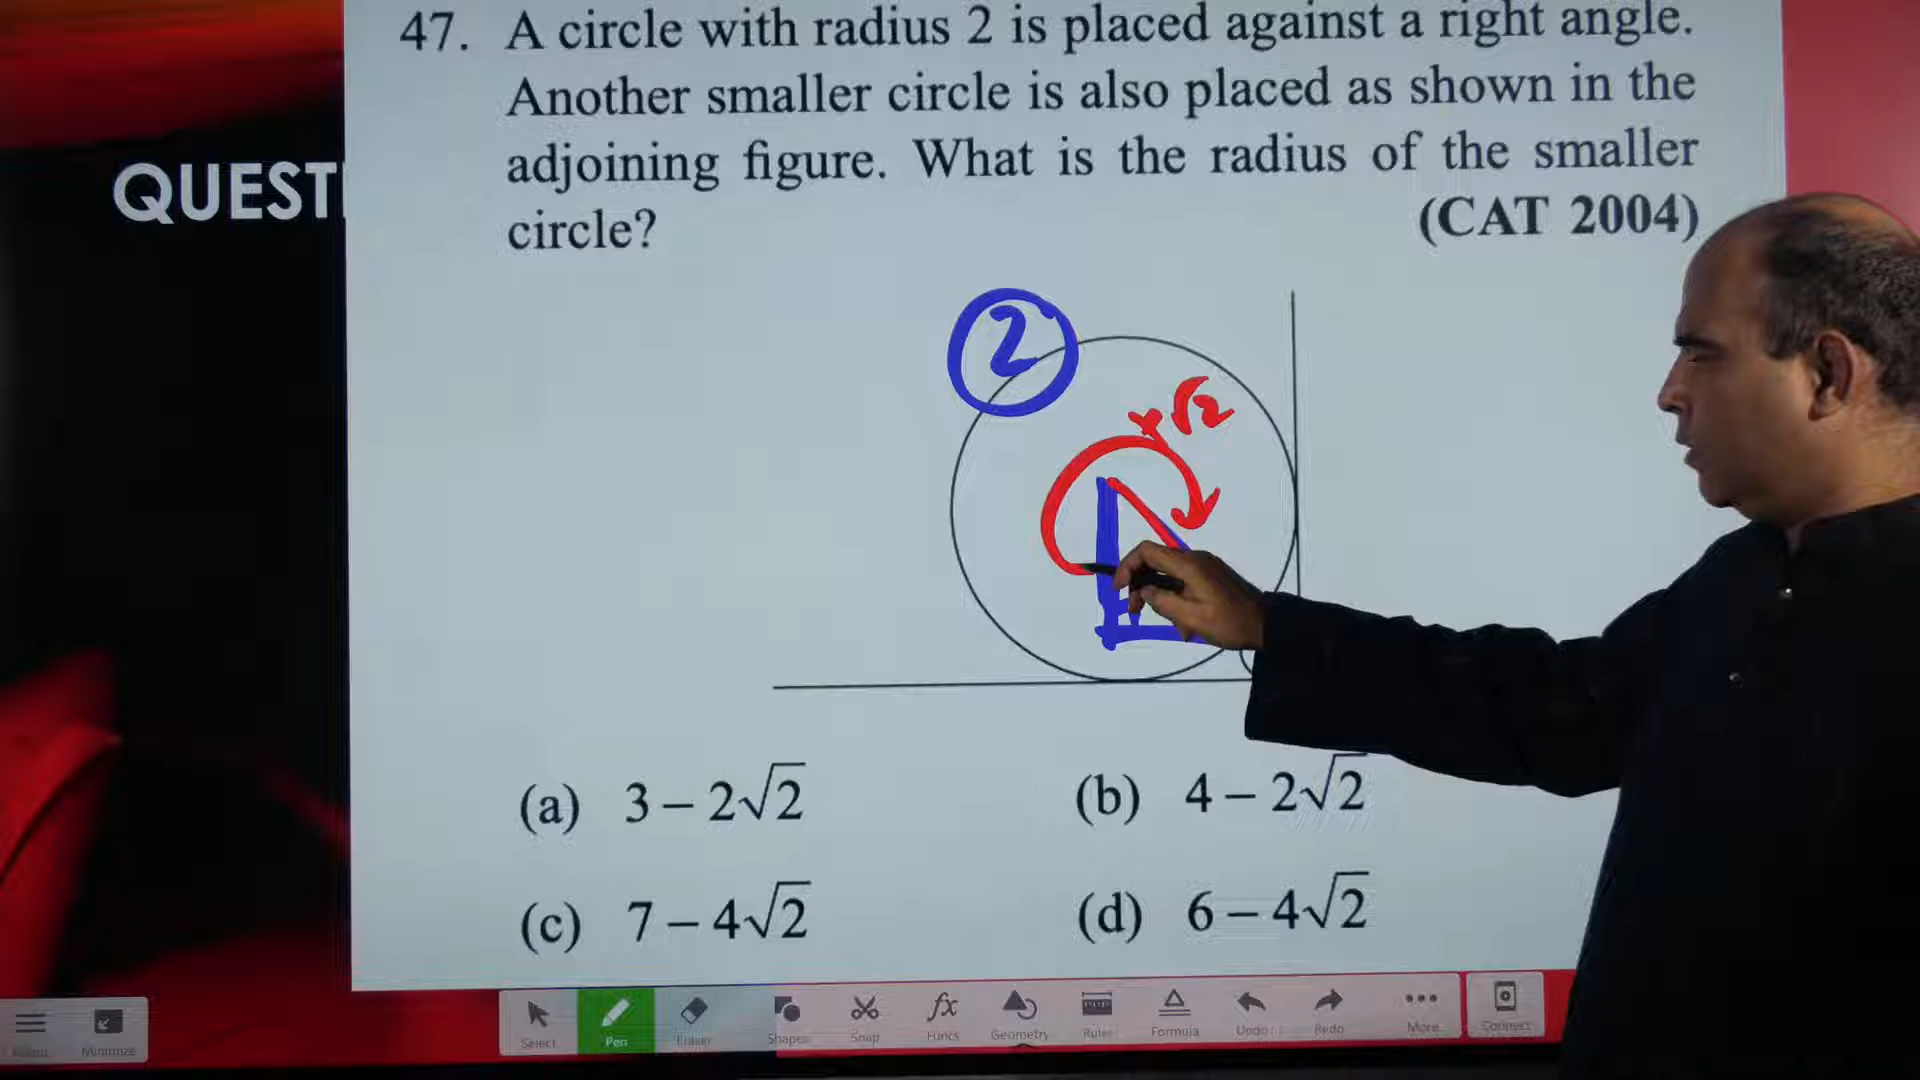 47. A circle with radius 2 is placed against a right angle.
Another smaller circle is also placed as shown in the
QUEST
adjoining figure. What is the radius of the smaller
circle? (CAT 2004)
2
√2
(a) 3 – 2√2 (b) 4 – 2√2
(c) 7 – 4√2 (d) 6 – 4√2
Select Pen Eraser Shapes Snap Funcs Geometry Ruler Formula Undo Redo More Connect
Minimize